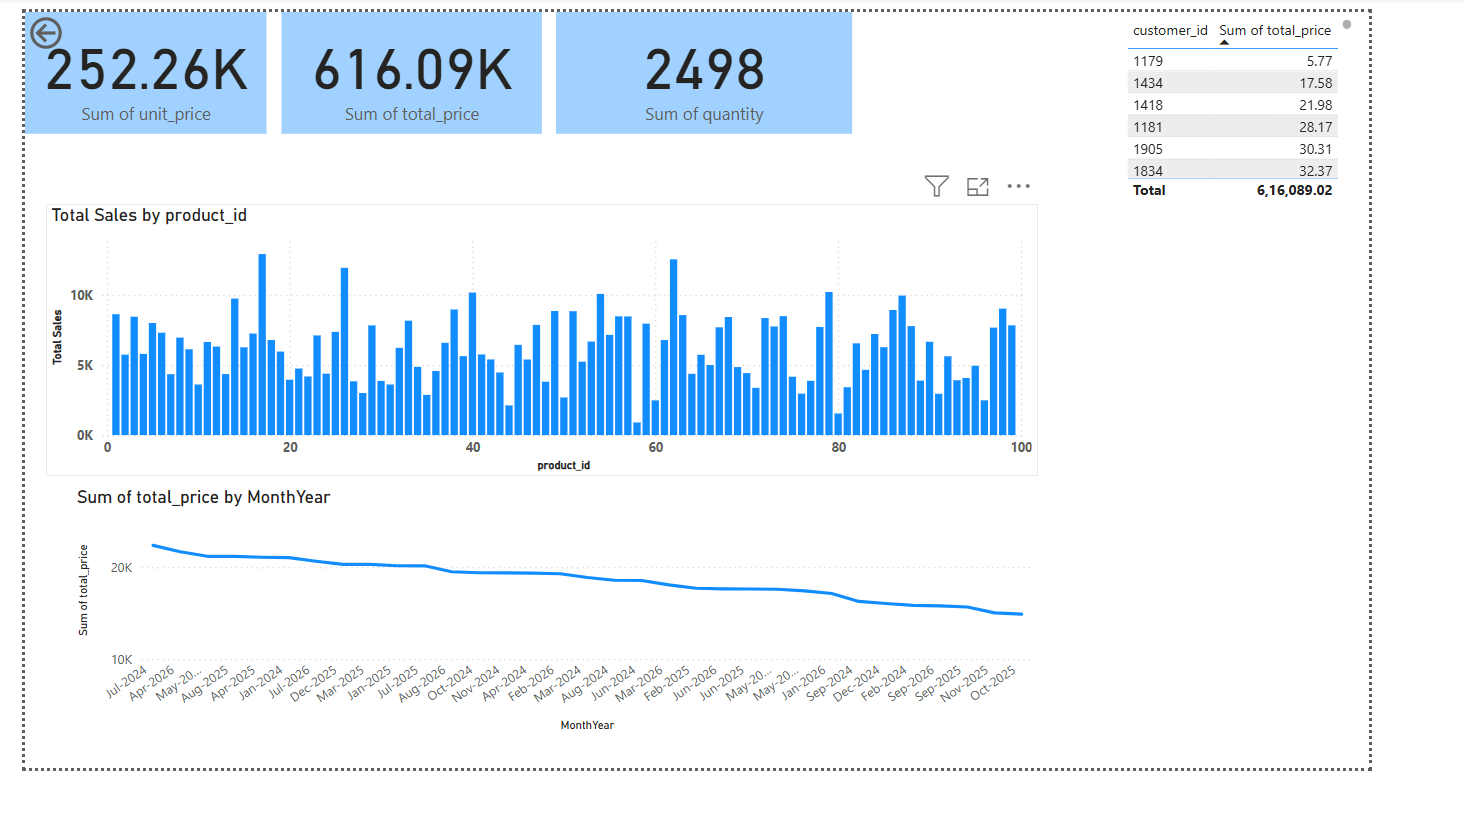 252.26K
Sum of unit_price
616.09K
Sum of total_price
2498
Sum of quantity
customer_id Sum of total_price
1179 5.77
1434 17.58
1418 21.98
1181 28.17
1905 30.31
1834 32.37
Total 6,16,089.02
Total Sales by product_id
Total Sales
10K
5K
0K
0 20 40 60 80 100
product_id
Sum of total_price by MonthYear
Sum of total_price
20K
10K
Jul-2024 Apr-2026 May-20... Aug-2025 Apr-2025 Jan-2024 Jul-2026 Dec-2025 Mar-2025 Jan-2025 Jul-2025 Aug-2026 Oct-2024 Nov-2024 Apr-2024 Feb-2026 Mar-2024 Aug-2024 Jun-2024 Mar-2026 Feb-2025 Jun-2026 Jun-2025 May-20... May-20... Jan-2026 Sep-2024 Dec-2024 Feb-2024 Sep-2026 Sep-2025 Nov-2025 Oct-2025
MonthYear